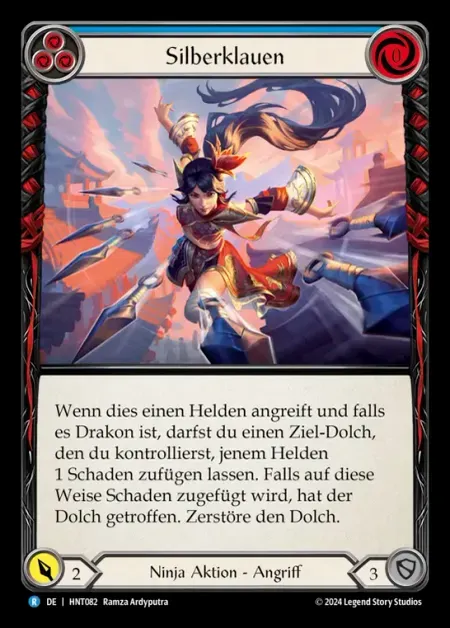 Silberklauen
0
Wenn dies einen Helden angreift und falls
es Drakon ist, darfst du einen Ziel-Dolch,
den du kontrollierst, jenem Helden
1 Schaden zufügen lassen. Falls auf diese
Weise Schaden zugefügt wird, hat der
Dolch getroffen. Zerstöre den Dolch.
2 Ninja Aktion - Angriff 3
R DE | HNT082 Ramza Ardyputra © 2024 Legend Story Studios